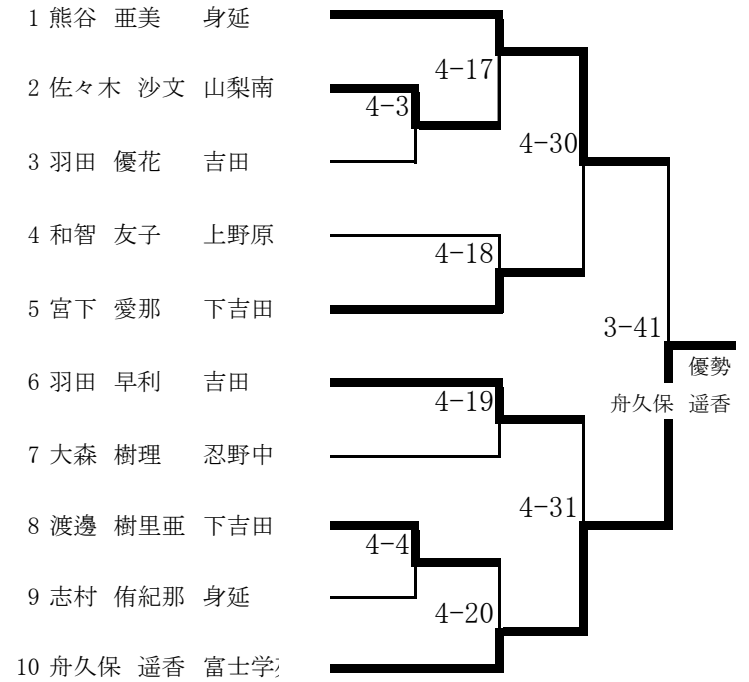 1 熊谷 亜美 身延
4-17
2 佐々木 沙文 山梨南
4-3
4-30
3 羽田 優花 吉田
4 和智 友子 上野原
4-18
5 宮下 愛那 下吉田
3-41
優勢
6 羽田 早利 吉田
4-19
舟久保 遥香
7 大森 樹理 忍野中
4-31
8 渡邊 樹里亜 下吉田
4-4
9 志村 侑紀那 身延
4-20
10 舟久保 遥香 富士学